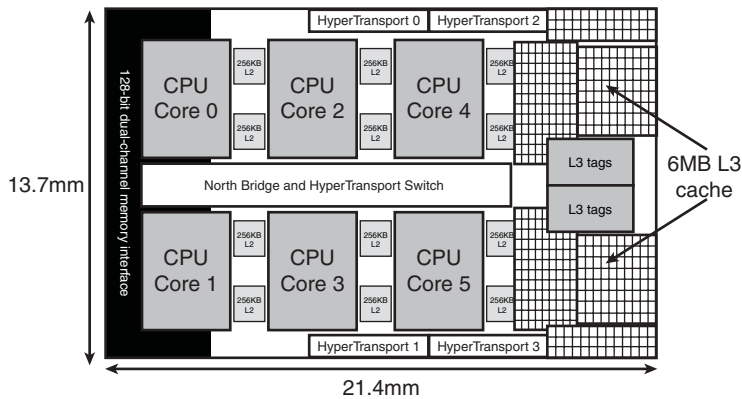 HyperTransport 0
HyperTransport 2
128-bit dual-channel memory interface
CPU
Core 0
256KB
L2
256KB
L2
CPU
Core 2
256KB
L2
256KB
L2
CPU
Core 4
256KB
L2
256KB
L2
L3 tags
6MB L3
cache
13.7mm
North Bridge and HyperTransport Switch
L3 tags
CPU
Core 1
256KB
L2
256KB
L2
CPU
Core 3
256KB
L2
256KB
L2
CPU
Core 5
256KB
L2
256KB
L2
HyperTransport 1
HyperTransport 3
21.4mm